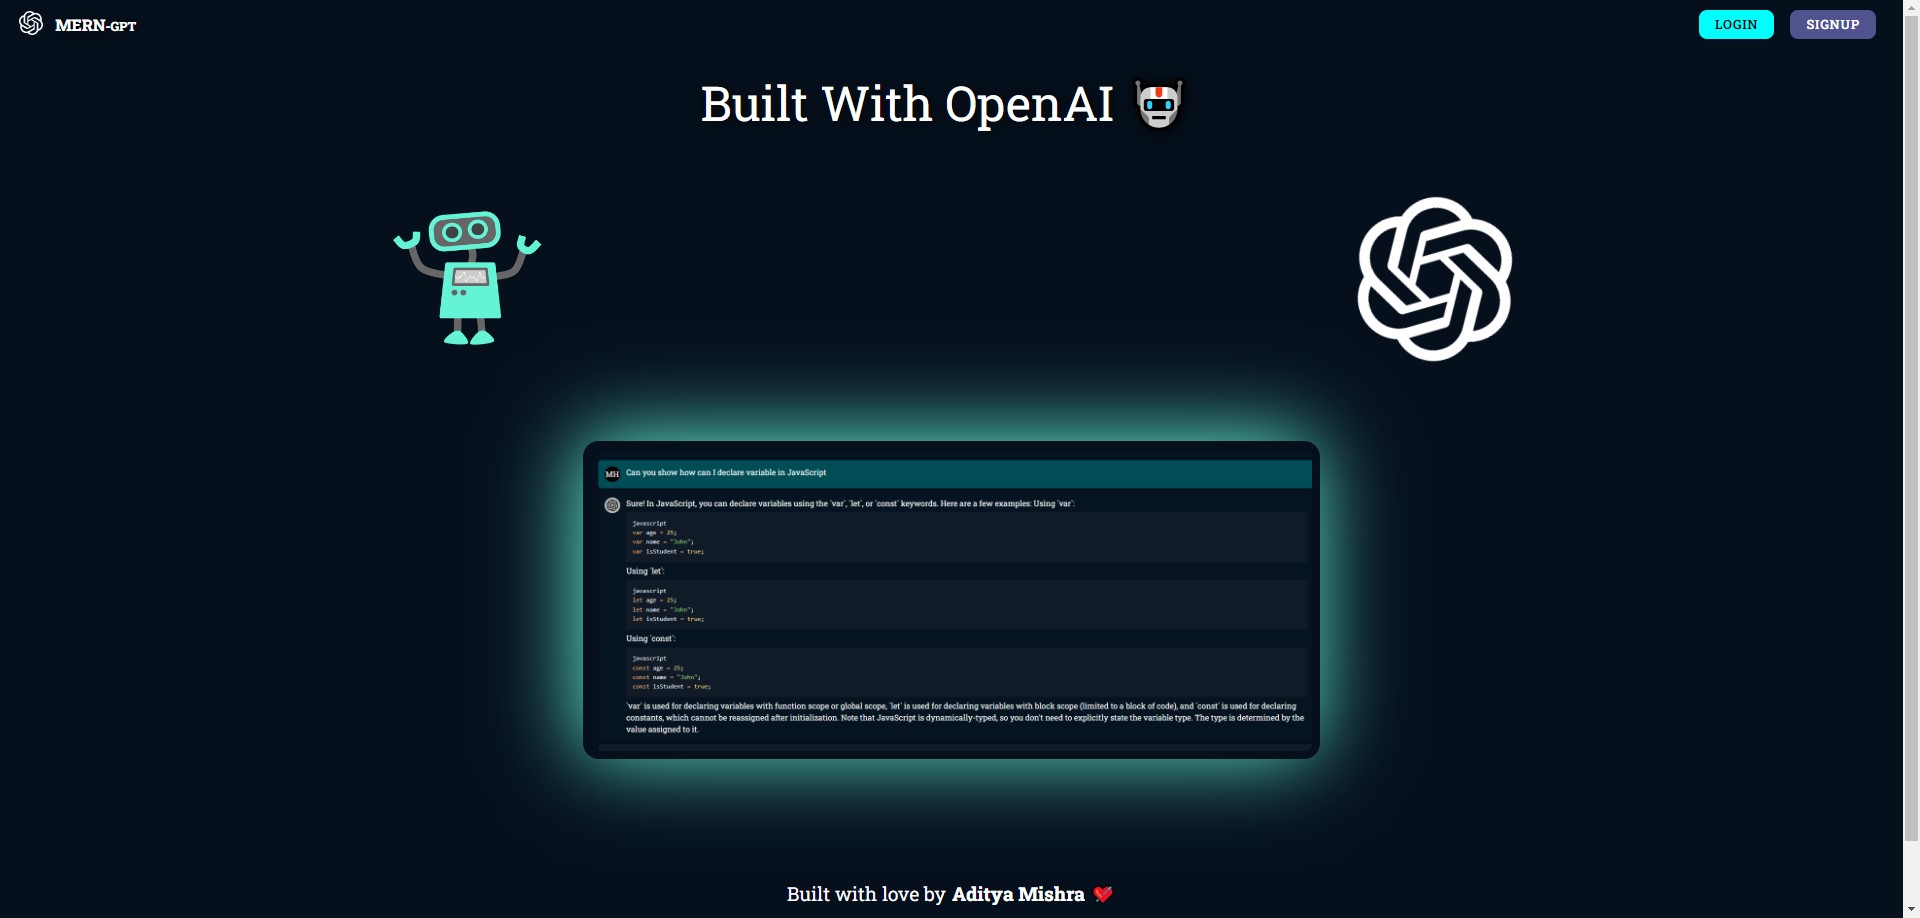 MERN-GPT
LOGIN
SIGNUP
Built With OpenAI
MH
Can you show how can I declare variable in JavaScript
Sure! In JavaScript, you can declare variables using the `var`, `let`, or `const` keywords. Here are a few examples: Using `var`:
javascript
var age = 25;
var name = "John";
var isStudent = true;
Using `let`:
javascript
let age = 25;
let name = "John";
let isStudent = true;
Using `const`:
javascript
const age = 25;
const name = "John";
const isStudent = true;
`var` is used for declaring variables with function scope or global scope, `let` is used for declaring variables with block scope (limited to a block of code), and `const` is used for declaring
constants, which cannot be reassigned after initialization. Note that JavaScript is dynamically-typed, so you don't need to explicitly state the variable type. The type is determined by the
value assigned to it.
Built with love by Aditya Mishra